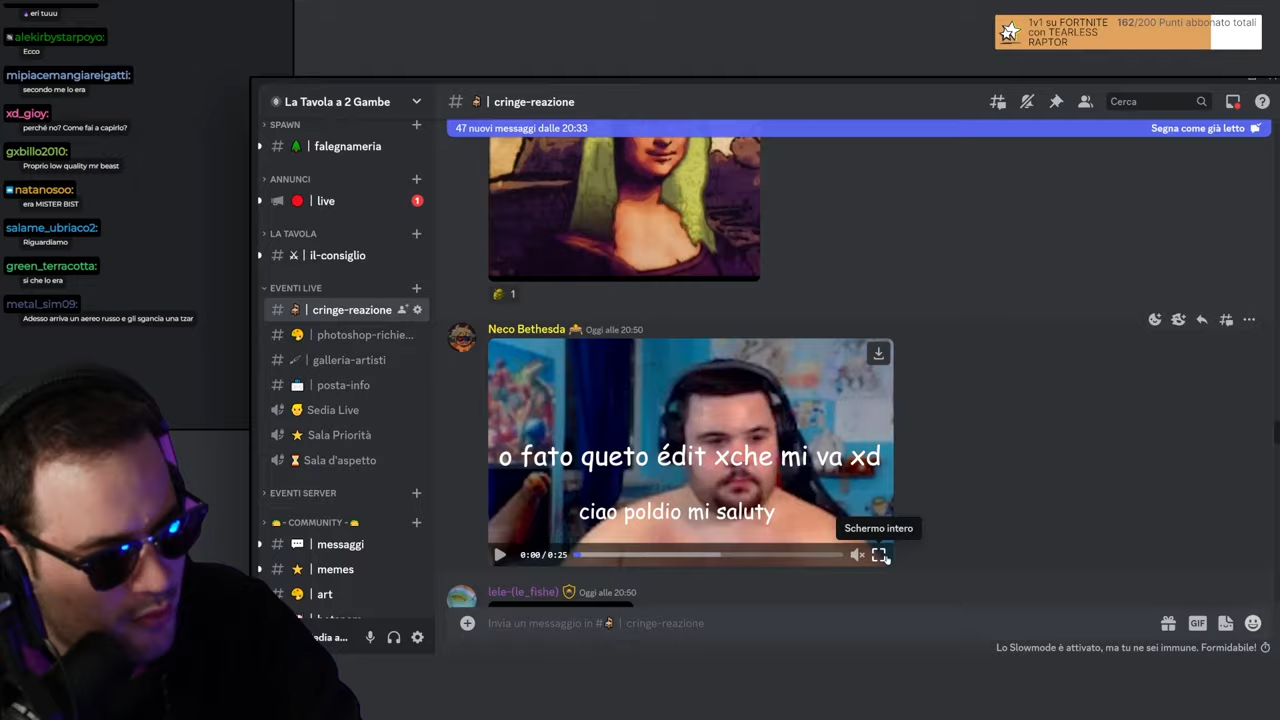 eri tuuu
alekirbystarpoyo:
Ecco
mipiacemangiareigatti:
secondo me lo era
xd_gioy:
perché no? Come fai a capirlo?
gxbillo2010:
Proprio low quality mr beast
natanosoo:
era MISTER BIST
salame_ubriaco2:
Riguardiamo
green_terracotta:
si che lo era
metal_sim09:
Adesso arriva un aereo russo e gli sgancia una tzar
1v1 su FORTNITE
con TEARLESS
RAPTOR
162/200 Punti abbonato totali
La Tavola a 2 Gambe
SPAWN
| falegnameria
ANNUNCI
| live
1
LA TAVOLA
| il-consiglio
EVENTI LIVE
| cringe-reazione
| photoshop-richie...
| galleria-artisti
| posta-info
Sedia Live
Sala Priorità
Sala d'aspetto
EVENTI SERVER
- COMMUNITY -
| messaggi
| memes
| art
edia a...
# | cringe-reazione
Cerca
47 nuovi messaggi dalle 20:33
Segna come già letto
1
Neco Bethesda Oggi alle 20:50
o fato queto édit xche mi va xd
ciao poldio mi saluty
Schermo intero
0:00/0:25
lele-(le_fishe) Oggi alle 20:50
Invia un messaggio in # | cringe-reazione
GIF
Lo Slowmode è attivato, ma tu ne sei immune. Formidabile!